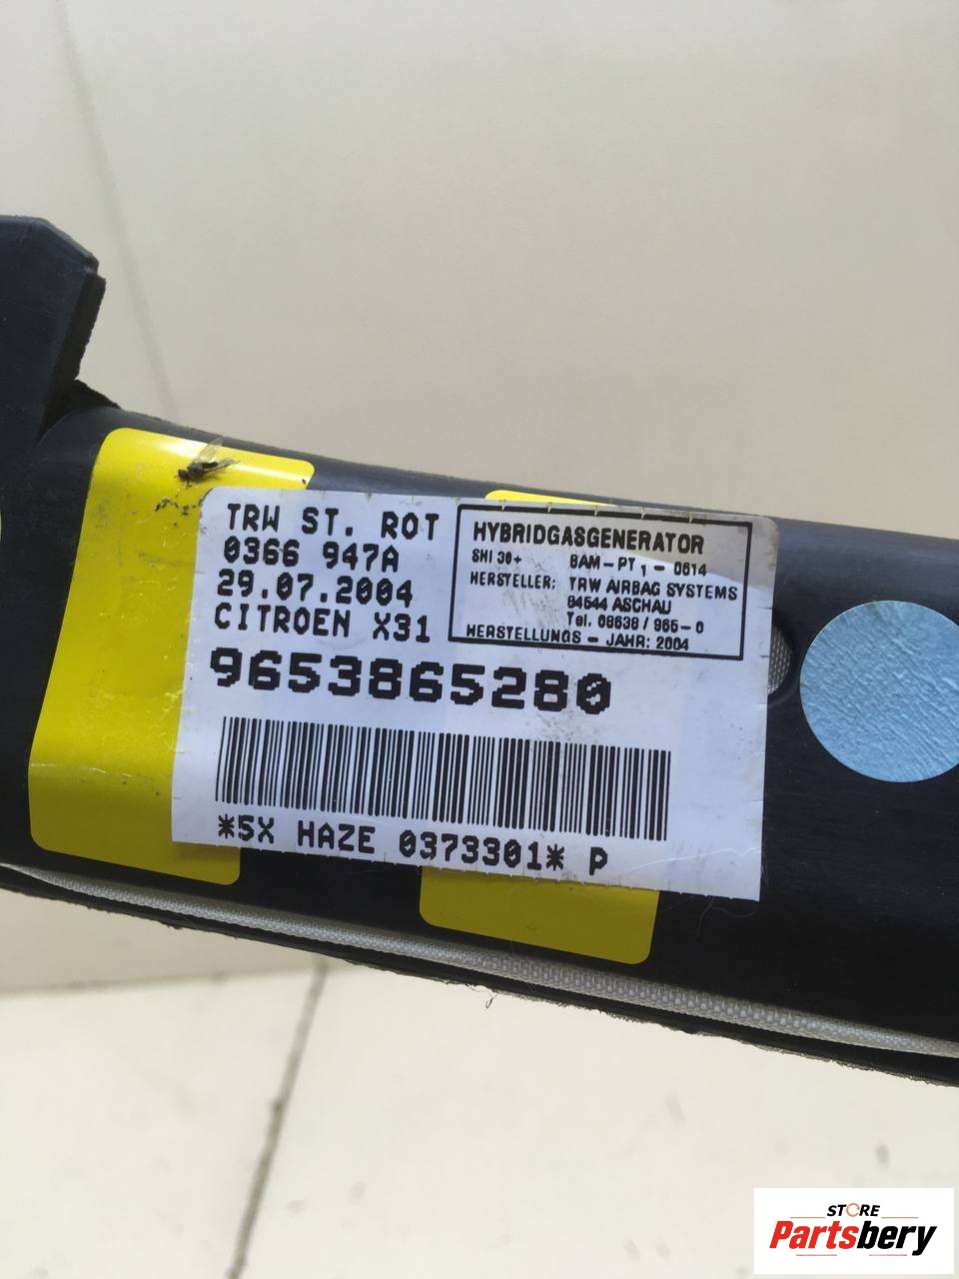 TRW ST. ROT
0366 947A
29.07.2004
CITROEN X31
HYBRIDGASGENERATOR
SHI 30+ BAM-PT 1 - 0614
HERSTELLER: TRW AIRBAG SYSTEMS
84544 ASCHAU
Tel. 08638 / 965-0
HERSTELLUNGS - JAHR: 2004
9653865280
*5X HAZE 0373301* P
STORE
Partsbery